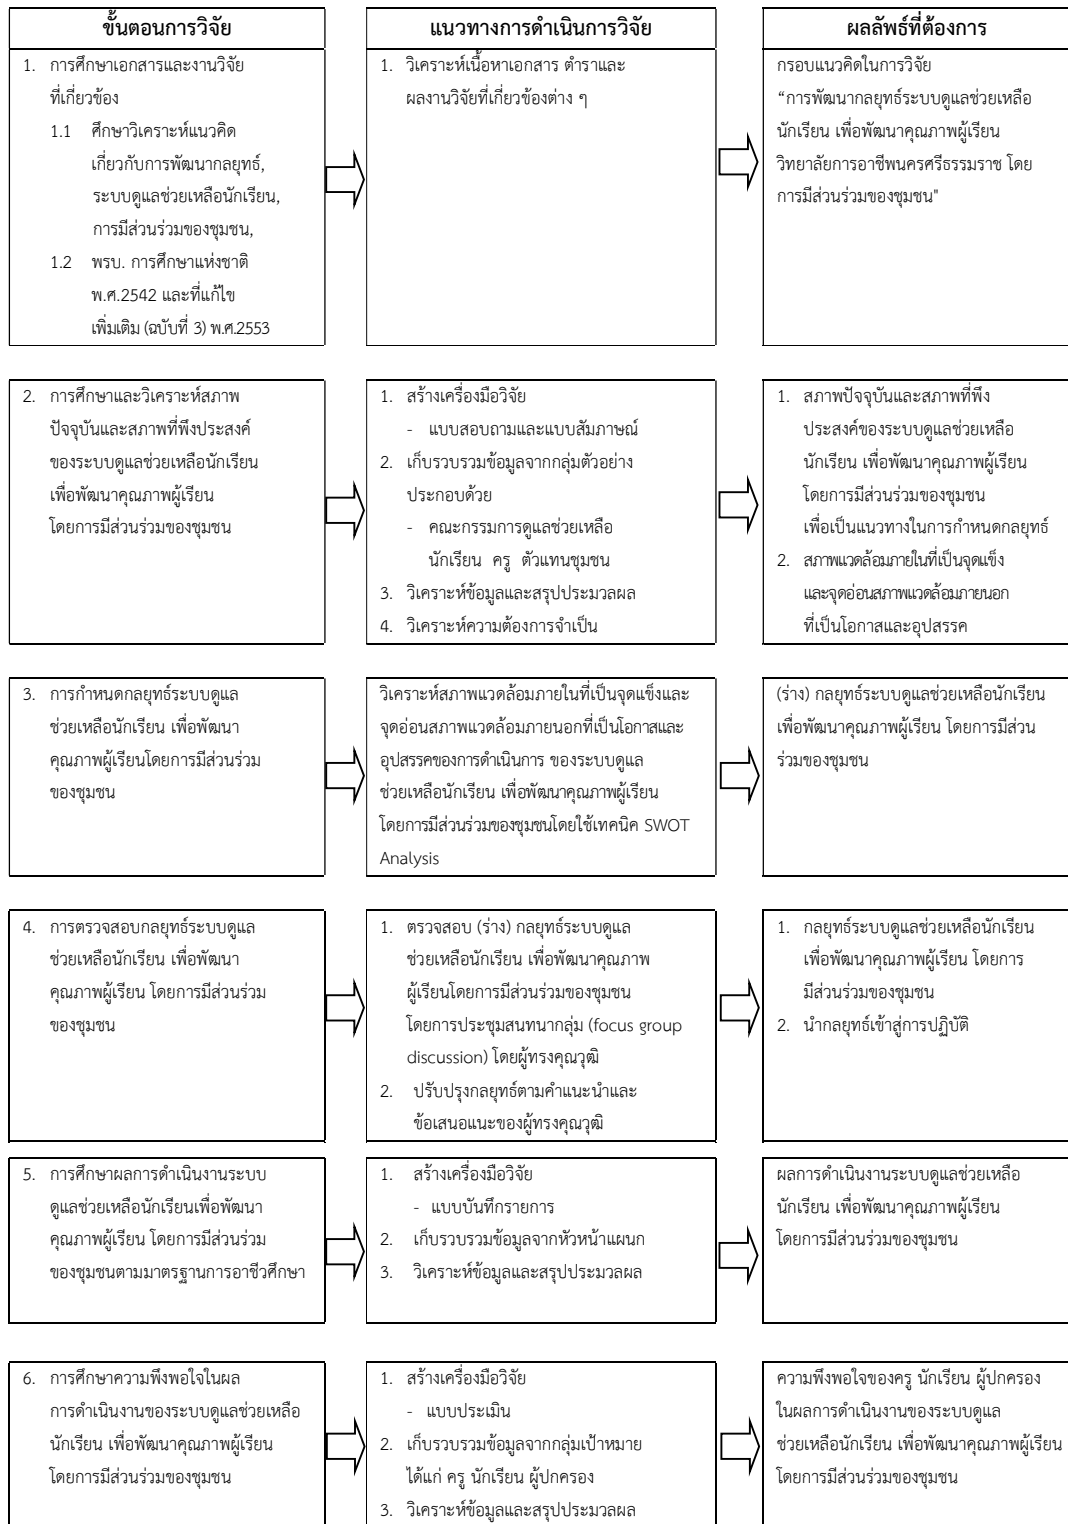 ขั้นตอนการวิจัย
แนวทางการดำเนินการวิจัย
ผลลัพธ์ที่ต้องการ
1. การศึกษาเอกสารและงานวิจัย
ที่เกี่ยวข้อง
1.1 ศึกษาวิเคราะห์แนวคิด
เกี่ยวกับการพัฒนากลยุทธ์,
ระบบดูแลช่วยเหลือนักเรียน,
การมีส่วนร่วมของชุมชน,
1.2 พรบ. การศึกษาแห่งชาติ
พ.ศ.2542 และที่แก้ไข
เพิ่มเติม (ฉบับที่ 3) พ.ศ.2553
1. วิเคราะห์เนื้อหาเอกสาร ตำราและ
ผลงานวิจัยที่เกี่ยวข้องต่าง ๆ
กรอบแนวคิดในการวิจัย
“การพัฒนากลยุทธ์ระบบดูแลช่วยเหลือ
นักเรียน เพื่อพัฒนาคุณภาพผู้เรียน
วิทยาลัยการอาชีพนครศรีธรรมราช โดย
การมีส่วนร่วมของชุมชน"
2. การศึกษาและวิเคราะห์สภาพ
ปัจจุบันและสภาพที่พึงประสงค์
ของระบบดูแลช่วยเหลือนักเรียน
เพื่อพัฒนาคุณภาพผู้เรียน
โดยการมีส่วนร่วมของชุมชน
1. สร้างเครื่องมือวิจัย
- แบบสอบถามและแบบสัมภาษณ์
2. เก็บรวบรวมข้อมูลจากกลุ่มตัวอย่าง
ประกอบด้วย
- คณะกรรมการดูแลช่วยเหลือ
นักเรียน ครู ตัวแทนชุมชน
3. วิเคราะห์ข้อมูลและสรุปประมวลผล
4. วิเคราะห์ความต้องการจำเป็น
1. สภาพปัจจุบันและสภาพที่พึง
ประสงค์ของระบบดูแลช่วยเหลือ
นักเรียน เพื่อพัฒนาคุณภาพผู้เรียน
โดยการมีส่วนร่วมของชุมชน
เพื่อเป็นแนวทางในการกำหนดกลยุทธ์
2. สภาพแวดล้อมภายในที่เป็นจุดแข็ง
และจุดอ่อนสภาพแวดล้อมภายนอก
ที่เป็นโอกาสและอุปสรรค
3. การกำหนดกลยุทธ์ระบบดูแล
ช่วยเหลือนักเรียน เพื่อพัฒนา
คุณภาพผู้เรียนโดยการมีส่วนร่วม
ของชุมชน
วิเคราะห์สภาพแวดล้อมภายในที่เป็นจุดแข็งและ
จุดอ่อนสภาพแวดล้อมภายนอกที่เป็นโอกาสและ
อุปสรรคของการดำเนินการ ของระบบดูแล
ช่วยเหลือนักเรียน เพื่อพัฒนาคุณภาพผู้เรียน
โดยการมีส่วนร่วมของชุมชนโดยใช้เทคนิค SWOT
Analysis
(ร่าง) กลยุทธ์ระบบดูแลช่วยเหลือนักเรียน
เพื่อพัฒนาคุณภาพผู้เรียน โดยการมีส่วน
ร่วมของชุมชน
4. การตรวจสอบกลยุทธ์ระบบดูแล
ช่วยเหลือนักเรียน เพื่อพัฒนา
คุณภาพผู้เรียน โดยการมีส่วนร่วม
ของชุมชน
1. ตรวจสอบ (ร่าง) กลยุทธ์ระบบดูแล
ช่วยเหลือนักเรียน เพื่อพัฒนาคุณภาพ
ผู้เรียนโดยการมีส่วนร่วมของชุมชน
โดยการประชุมสนทนากลุ่ม (focus group
discussion) โดยผู้ทรงคุณวุฒิ
2. ปรับปรุงกลยุทธ์ตามคำแนะนำและ
ข้อเสนอแนะของผู้ทรงคุณวุฒิ
1. กลยุทธ์ระบบดูแลช่วยเหลือนักเรียน
เพื่อพัฒนาคุณภาพผู้เรียน โดยการ
มีส่วนร่วมของชุมชน
2. นำกลยุทธ์เข้าสู่การปฏิบัติ
5. การศึกษาผลการดำเนินงานระบบ
ดูแลช่วยเหลือนักเรียนเพื่อพัฒนา
คุณภาพผู้เรียน โดยการมีส่วนร่วม
ของชุมชนตามมาตรฐานการอาชีวศึกษา
1. สร้างเครื่องมือวิจัย
- แบบบันทึกรายการ
2. เก็บรวบรวมข้อมูลจากหัวหน้าแผนก
3. วิเคราะห์ข้อมูลและสรุปประมวลผล
ผลการดำเนินงานระบบดูแลช่วยเหลือ
นักเรียน เพื่อพัฒนาคุณภาพผู้เรียน
โดยการมีส่วนร่วมของชุมชน
6. การศึกษาความพึงพอใจในผล
การดำเนินงานของระบบดูแลช่วยเหลือ
นักเรียน เพื่อพัฒนาคุณภาพผู้เรียน
โดยการมีส่วนร่วมของชุมชน
1. สร้างเครื่องมือวิจัย
- แบบประเมิน
2. เก็บรวบรวมข้อมูลจากกลุ่มเป้าหมาย
ได้แก่ ครู นักเรียน ผู้ปกครอง
3. วิเคราะห์ข้อมูลและสรุปประมวลผล
ความพึงพอใจของครู นักเรียน ผู้ปกครอง
ในผลการดำเนินงานของระบบดูแล
ช่วยเหลือนักเรียน เพื่อพัฒนาคุณภาพผู้เรียน
โดยการมีส่วนร่วมของชุมชน